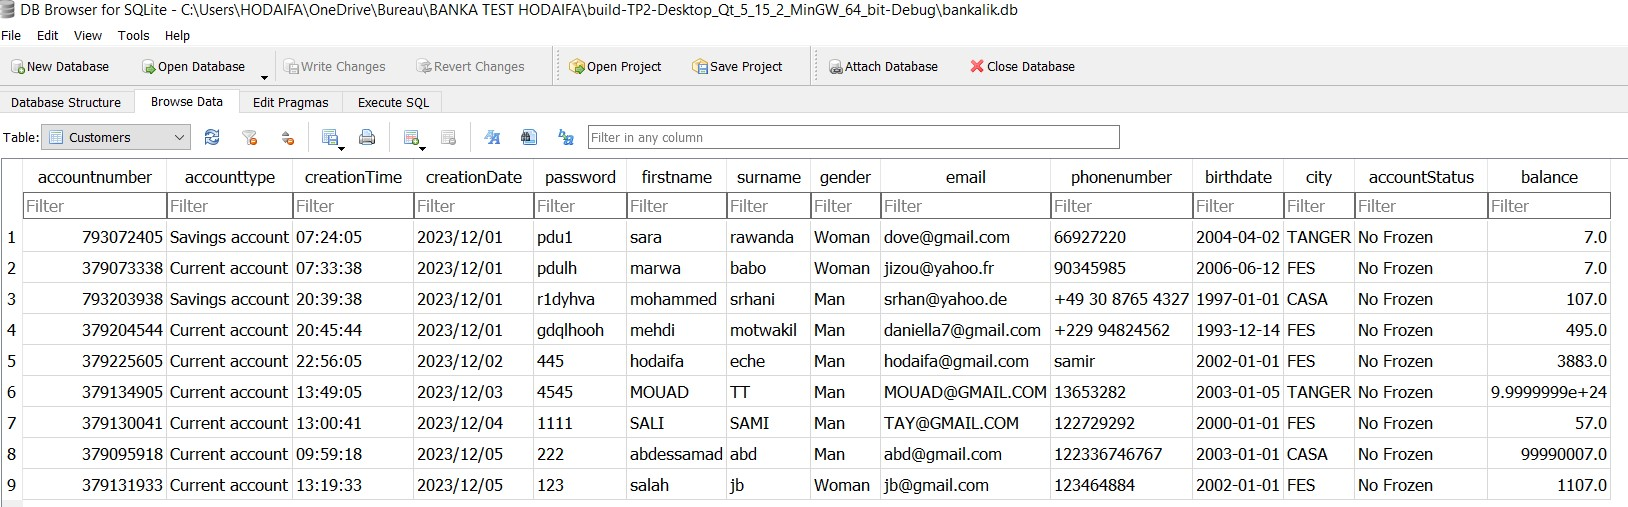 DB Browser for SQLite - C:\Users\HODAIFA\OneDrive\Bureau\BANKA TEST HODAIFA\build-TP2-Desktop_Qt_5_15_2_MinGW_64_bit-Debug\bankalik.db
File Edit View Tools Help
New Database Open Database Write Changes Revert Changes Open Project Save Project Attach Database Close Database
Database Structure Browse Data Edit Pragmas Execute SQL
Table: Customers Filter in any column
accountnumber accounttype creationTime creationDate password firstname surname gender email phonenumber birthdate city accountStatus balance
Filter Filter Filter Filter Filter Filter Filter Filter Filter Filter Filter Filter Filter Filter
1 793072405 Savings account 07:24:05 2023/12/01 pdu1 sara rawanda Woman dove@gmail.com 66927220 2004-04-02 TANGER No Frozen 7.0
2 379073338 Current account 07:33:38 2023/12/01 pdulh marwa babo Woman jizou@yahoo.fr 90345985 2006-06-12 FES No Frozen 7.0
3 793203938 Savings account 20:39:38 2023/12/01 r1dyhva mohammed srhani Man srhan@yahoo.de +49 30 8765 4327 1997-01-01 CASA No Frozen 107.0
4 379204544 Current account 20:45:44 2023/12/01 gdqlhooh mehdi motwakil Man daniella7@gmail.com +229 94824562 1993-12-14 FES No Frozen 495.0
5 379225605 Current account 22:56:05 2023/12/02 445 hodaifa eche Man hodaifa@gmail.com samir 2002-01-01 FES No Frozen 3883.0
6 379134905 Current account 13:49:05 2023/12/03 4545 MOUAD TT Man MOUAD@GMAIL.COM 13653282 2003-01-05 TANGER No Frozen 9.9999999e+24
7 379130041 Current account 13:00:41 2023/12/04 1111 SALI SAMI Man TAY@GMAIL.COM 122729292 2000-01-01 FES No Frozen 57.0
8 379095918 Current account 09:59:18 2023/12/05 222 abdessamad abd Man abd@gmail.com 122336746767 2003-01-01 CASA No Frozen 99990007.0
9 379131933 Current account 13:19:33 2023/12/05 123 salah jb Woman jb@gmail.com 123464884 2002-01-01 FES No Frozen 1107.0